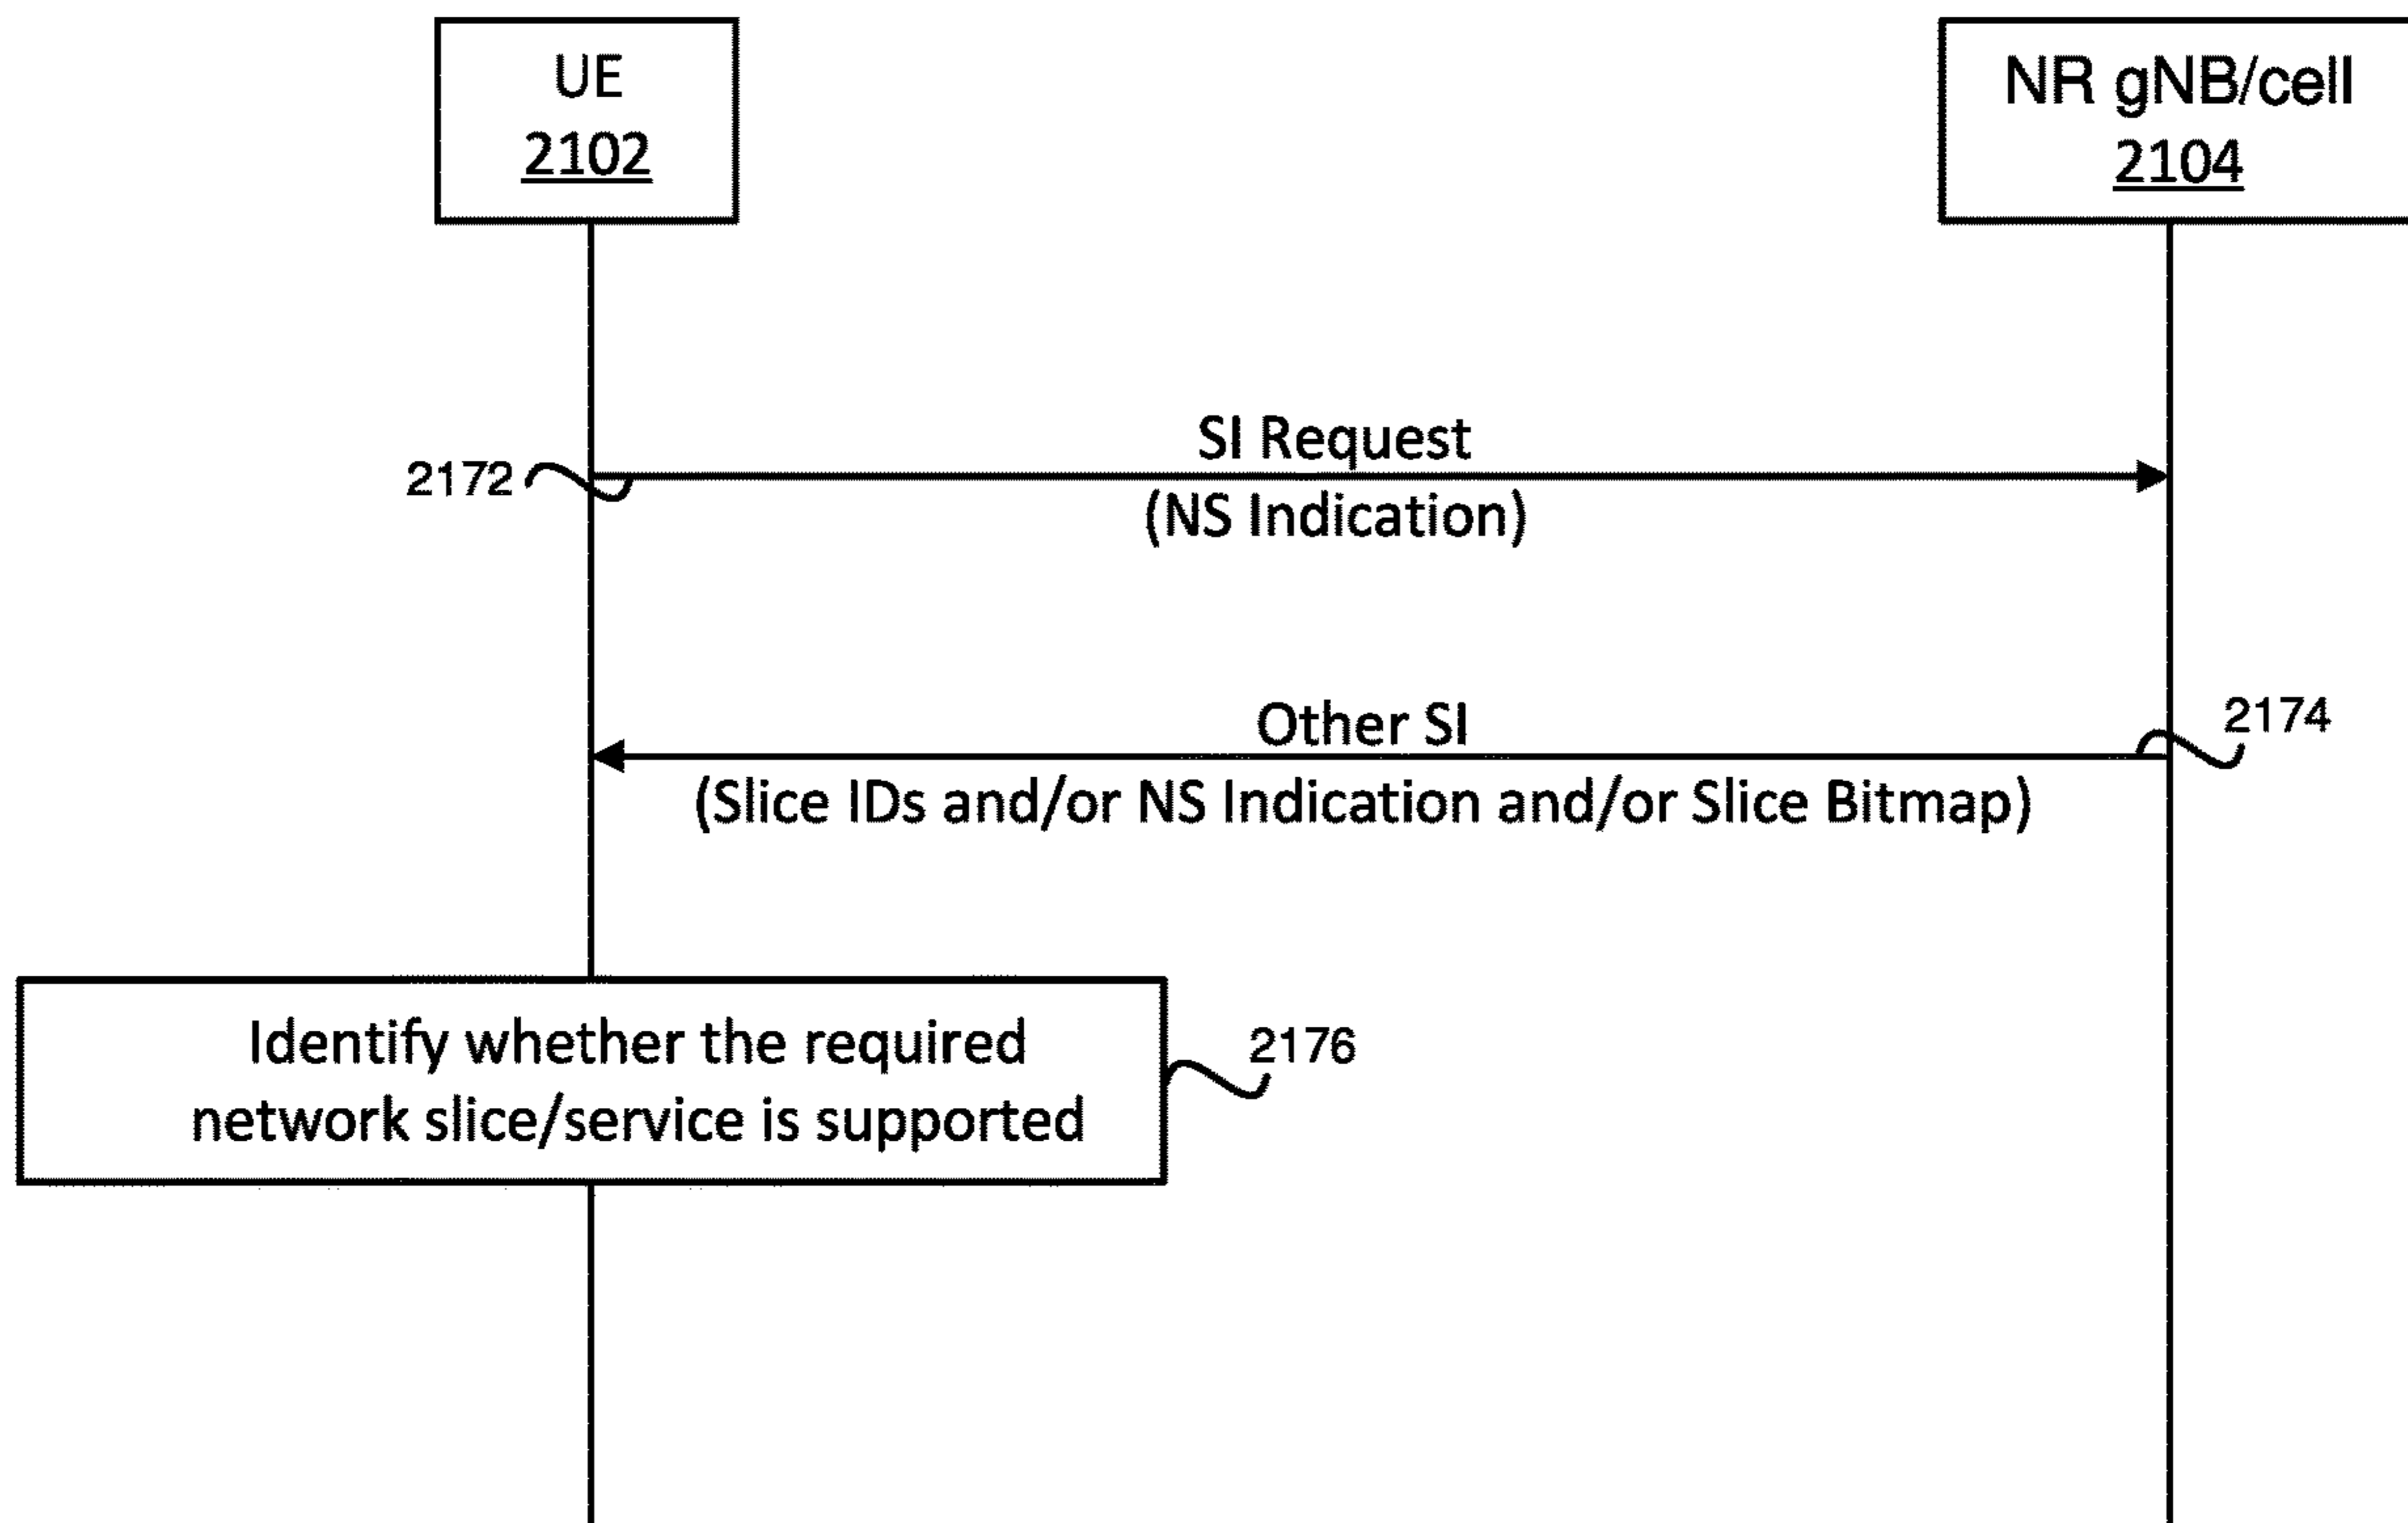 UE
2102
NR gNB/cell
2104
SI Request
2172
(NS Indication)
Other SI
2174
(Slice IDs and/or NS Indication and/or Slice Bitmap)
Identify whether the required
network slice/service is supported
2176